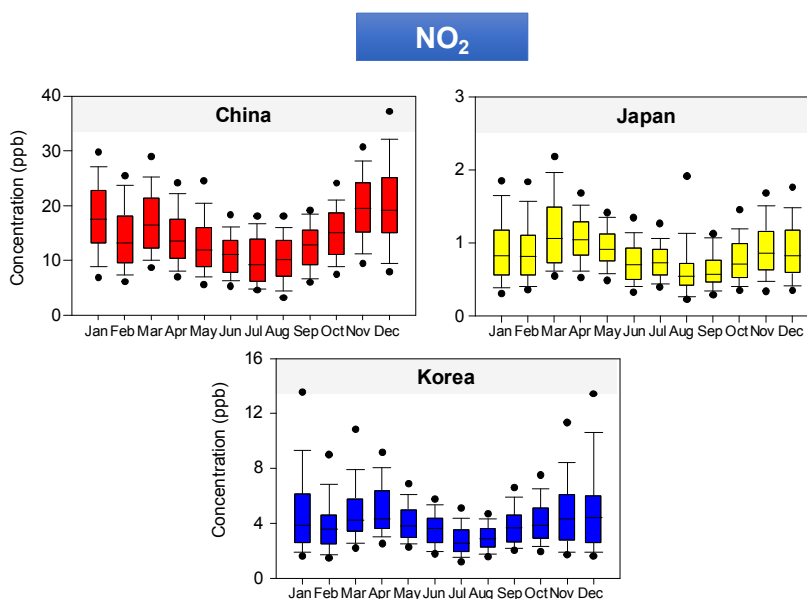 NO₂
China
Concentration (ppb)
40
30
20
10
0
Jan Feb Mar Apr May Jun Jul Aug Sep Oct Nov Dec
Japan
3
2
1
0
Jan Feb Mar Apr May Jun Jul Aug Sep Oct Nov Dec
Korea
Concentration (ppb)
16
12
8
4
0
Jan Feb Mar Apr May Jun Jul Aug Sep Oct Nov Dec